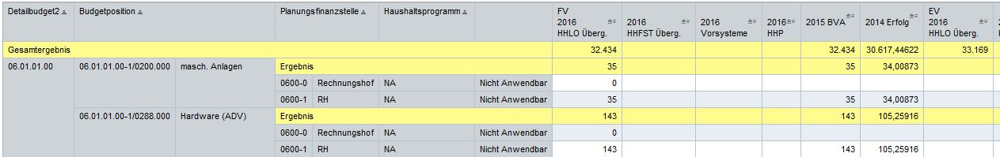 Detailbudget2 Budgetposition Planungsfinanzstelle Haushaltsprogramm FV 2016 HHLO Überg. 2016 HHFST Überg. 2016 Vorsysteme 2016 HHP 2015 BVA 2014 Erfolg EV 2016 HHLO Überg.
Gesamtergebnis 32.434 32.434 30.617,44622 33.169
06.01.01.00 06.01.01.00-1/0200.000 masch. Anlagen Ergebnis 35 35 34,00873
0600-0 Rechnungshof NA Nicht Anwendbar 0
0600-1 RH NA Nicht Anwendbar 35 35 34,00873
06.01.01.00-1/0288.000 Hardware (ADV) Ergebnis 143 143 105,25916
0600-0 Rechnungshof NA Nicht Anwendbar 0
0600-1 RH NA Nicht Anwendbar 143 143 105,25916